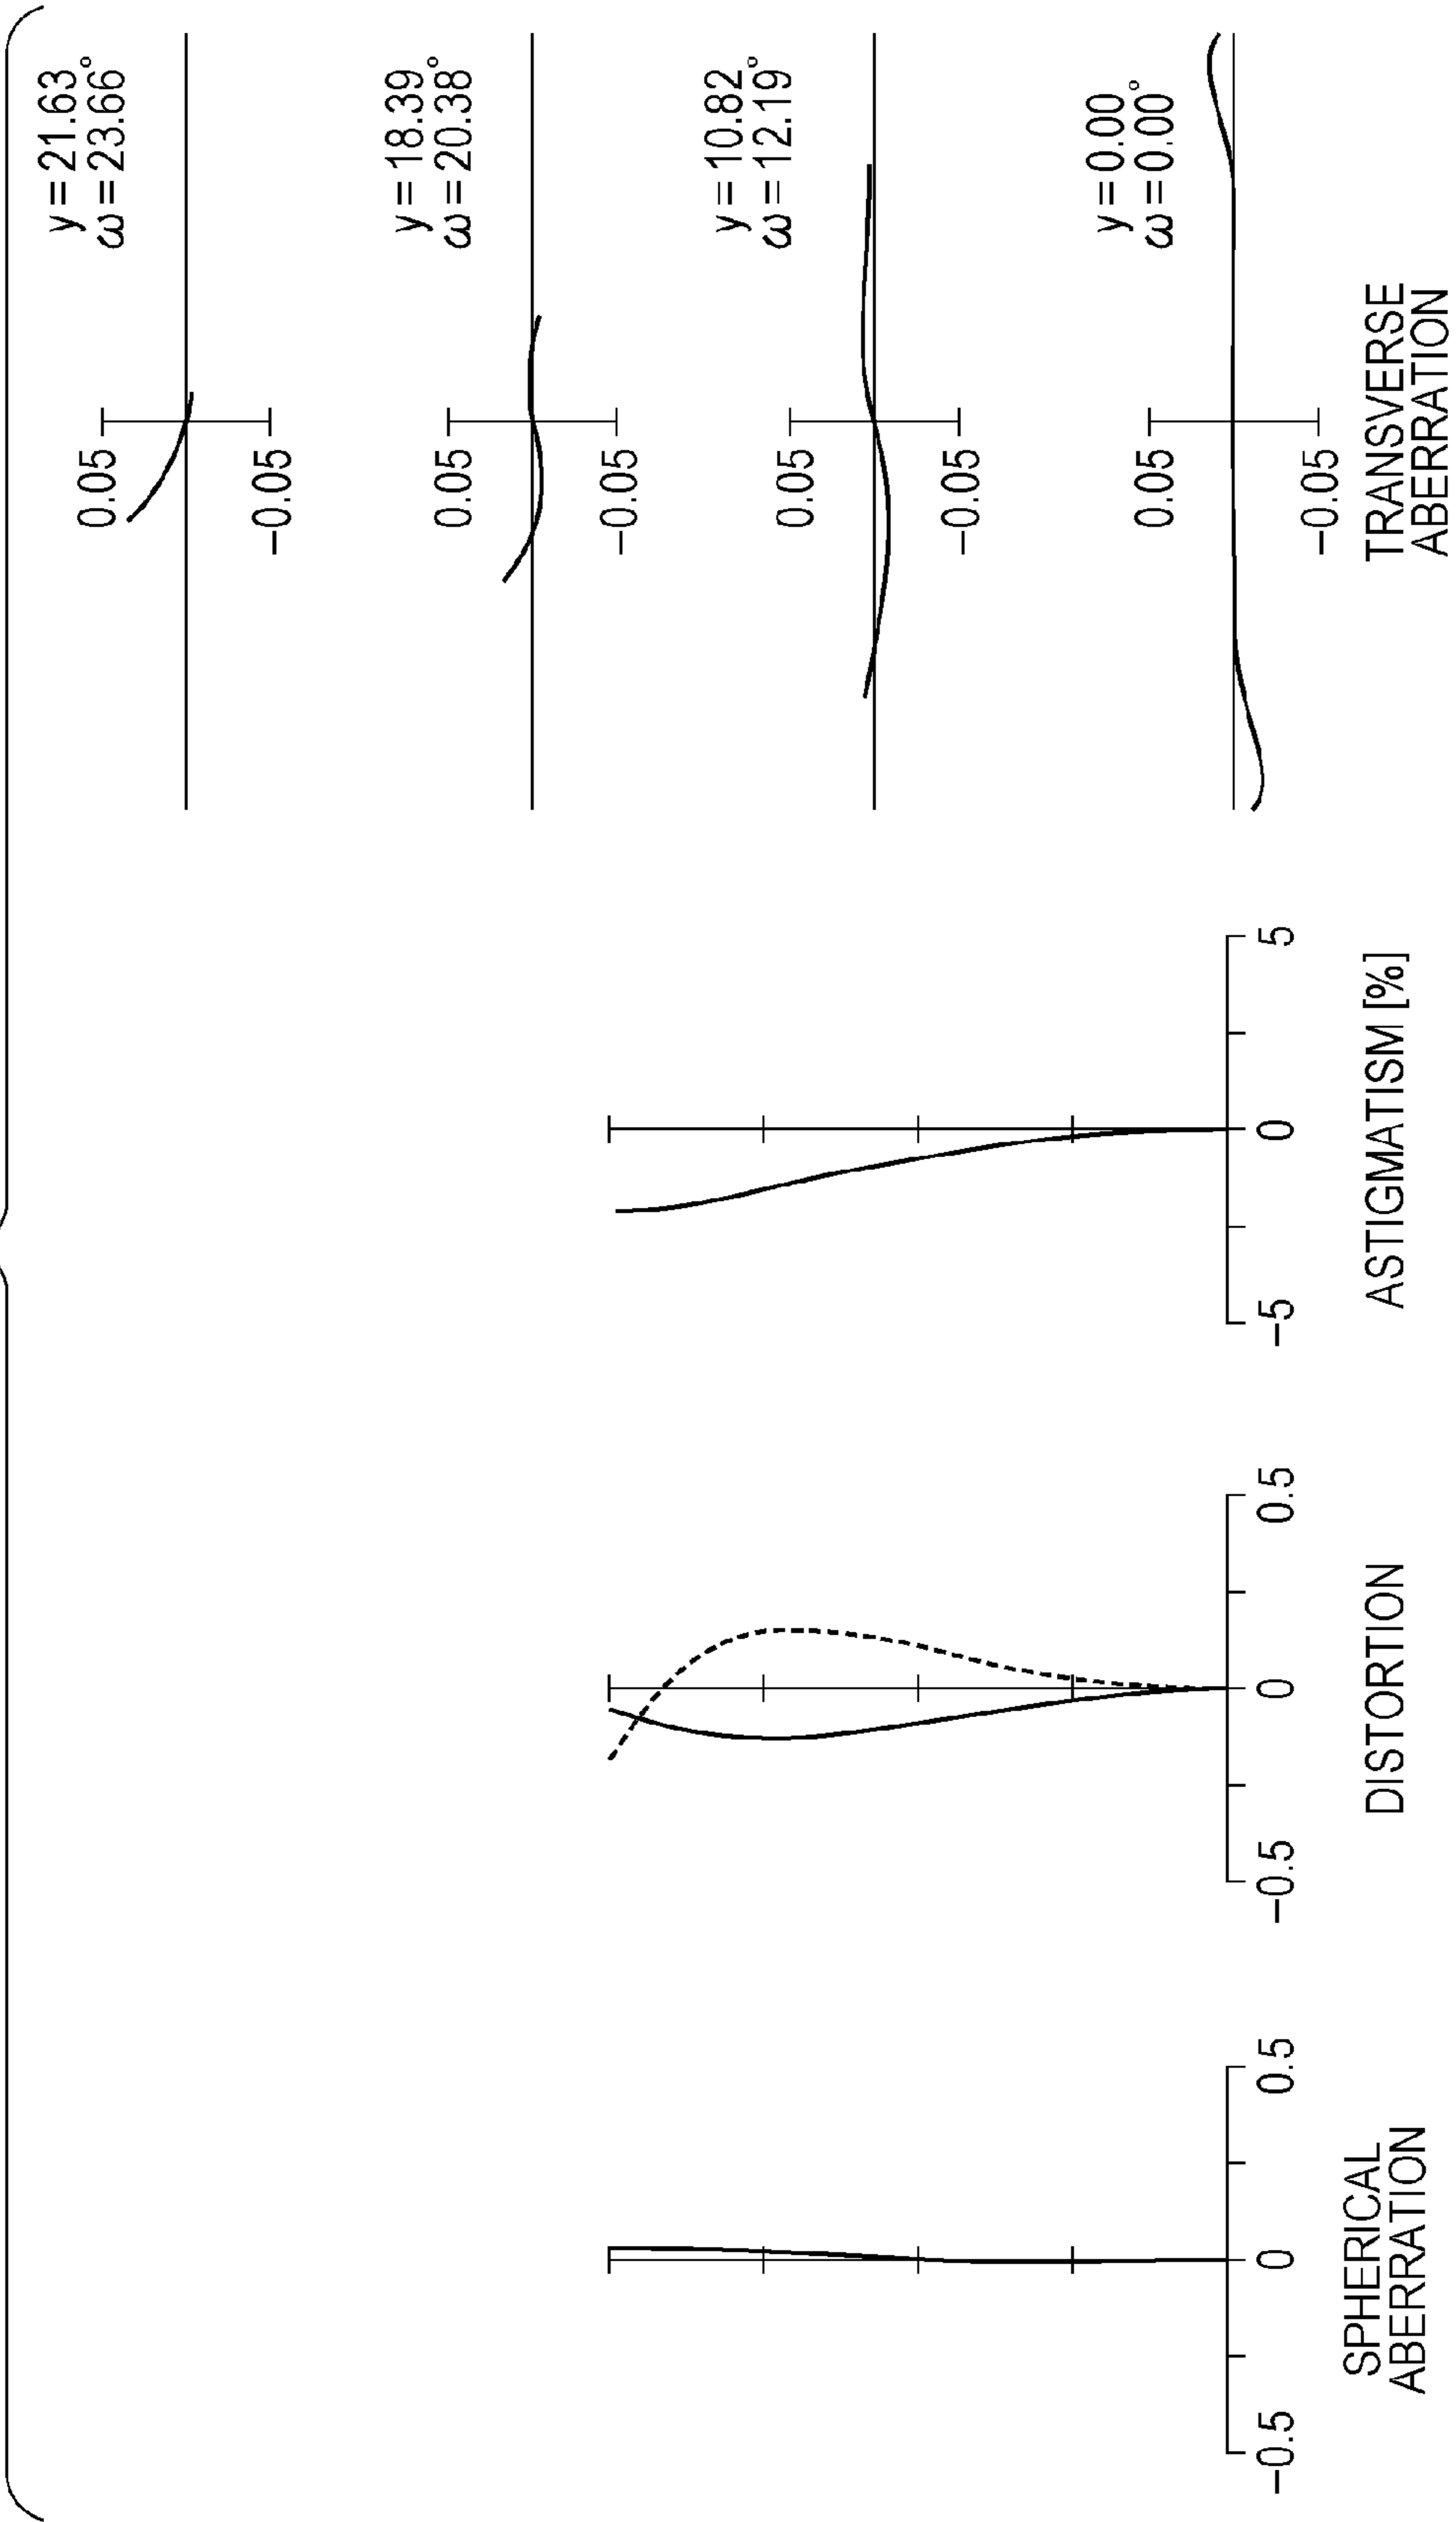 −0.5
0
0.5
SPHERICAL
ABERRATION
−0.5
0
0.5
DISTORTION
−5
0
5
ASTIGMATISM [%]
y = 21.63
ω = 23.66°
0.05
−0.05
y = 18.39
ω = 20.38°
0.05
−0.05
y = 10.82
ω = 12.19°
0.05
−0.05
y = 0.00
ω = 0.00°
0.05
−0.05
TRANSVERSE
ABERRATION